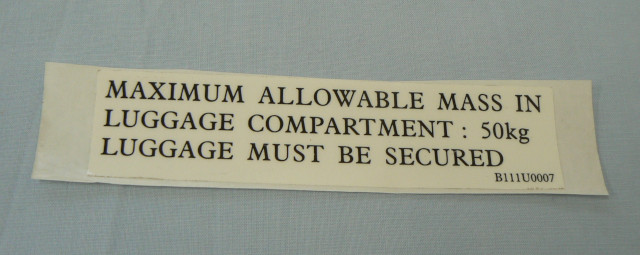 MAXIMUM ALLOWABLE MASS IN
LUGGAGE COMPARTMENT : 50kg
LUGGAGE MUST BE SECURED
B111U0007